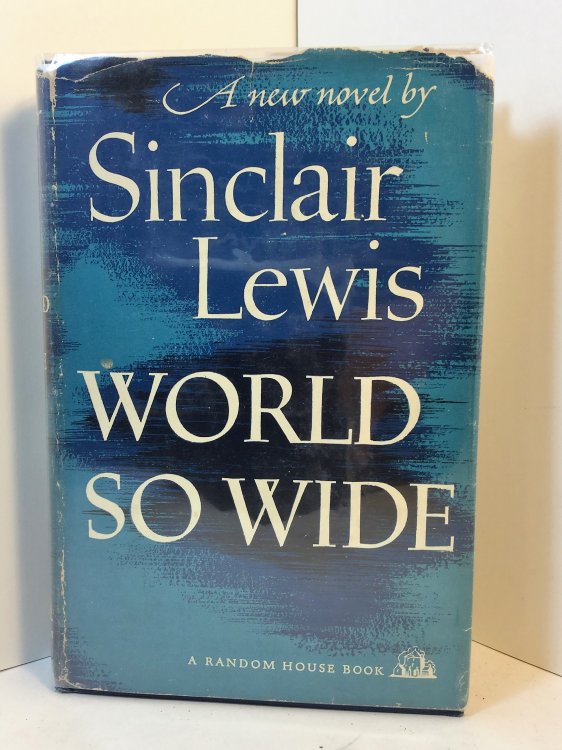 A new novel by
Sinclair
Lewis
WORLD
SO WIDE
A RANDOM HOUSE BOOK